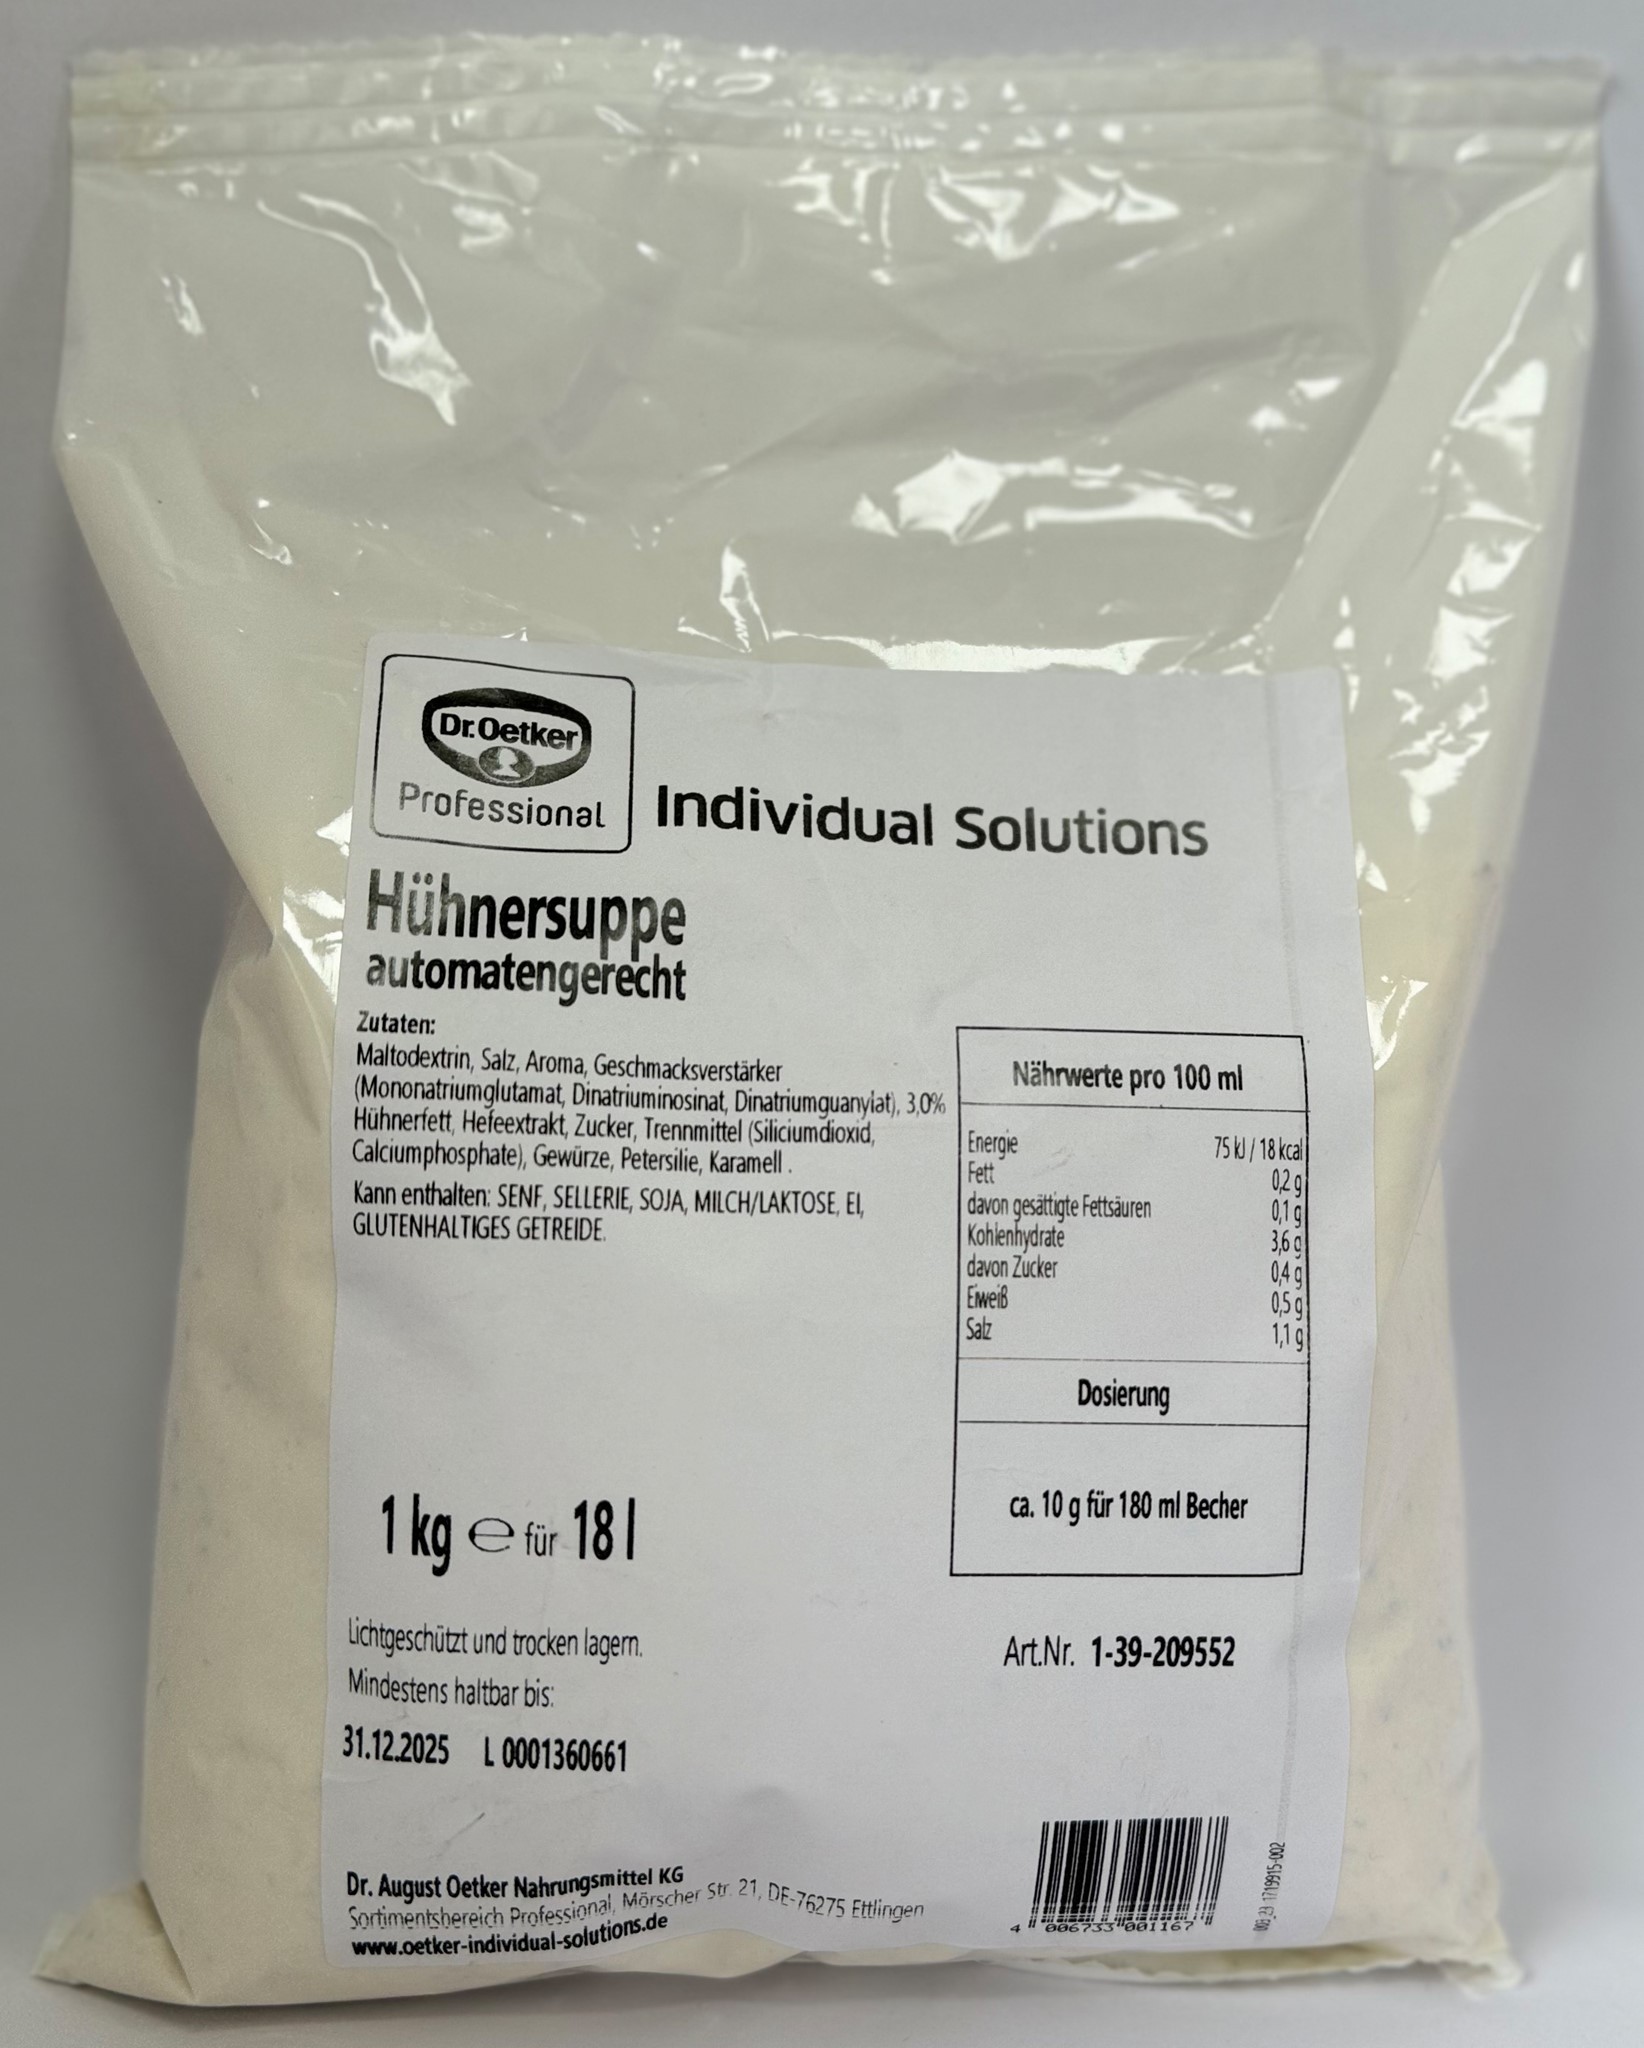 Dr.Oetker
Professional
Individual Solutions
Hühnersuppe
automatengerecht
Zutaten:
Maltodextrin, Salz, Aroma, Geschmacksverstärker
(Mononatriumglutamat, Dinatriuminosinat, Dinatriumguanylat), 3,0%
Hühnerfett, Hefeextrakt, Zucker, Trennmittel (Siliciumdioxid,
Calciumphosphate), Gewürze, Petersilie, Karamell .
Kann enthalten: SENF, SELLERIE, SOJA, MILCH/LAKTOSE, EI,
GLUTENHALTIGES GETREIDE.
Nährwerte pro 100 ml
Energie 75 kJ / 18 kcal
Fett 0,2 g
davon gesättigte Fettsäuren 0,1 g
Kohlenhydrate 3,6 g
davon Zucker 0,4 g
Eiweiß 0,5 g
Salz 1,1 g
Dosierung
ca. 10 g für 180 ml Becher
1 kg e für 18 l
Lichtgeschützt und trocken lagern.
Mindestens haltbar bis:
31.12.2025 L 0001360661
Art.Nr. 1-39-209552
Dr. August Oetker Nahrungsmittel KG
Sortimentsbereich Professional, Mörscher Str. 21, DE-76275 Ettlingen
www.oetker-individual-solutions.de
4 006733 001167
1719915-002